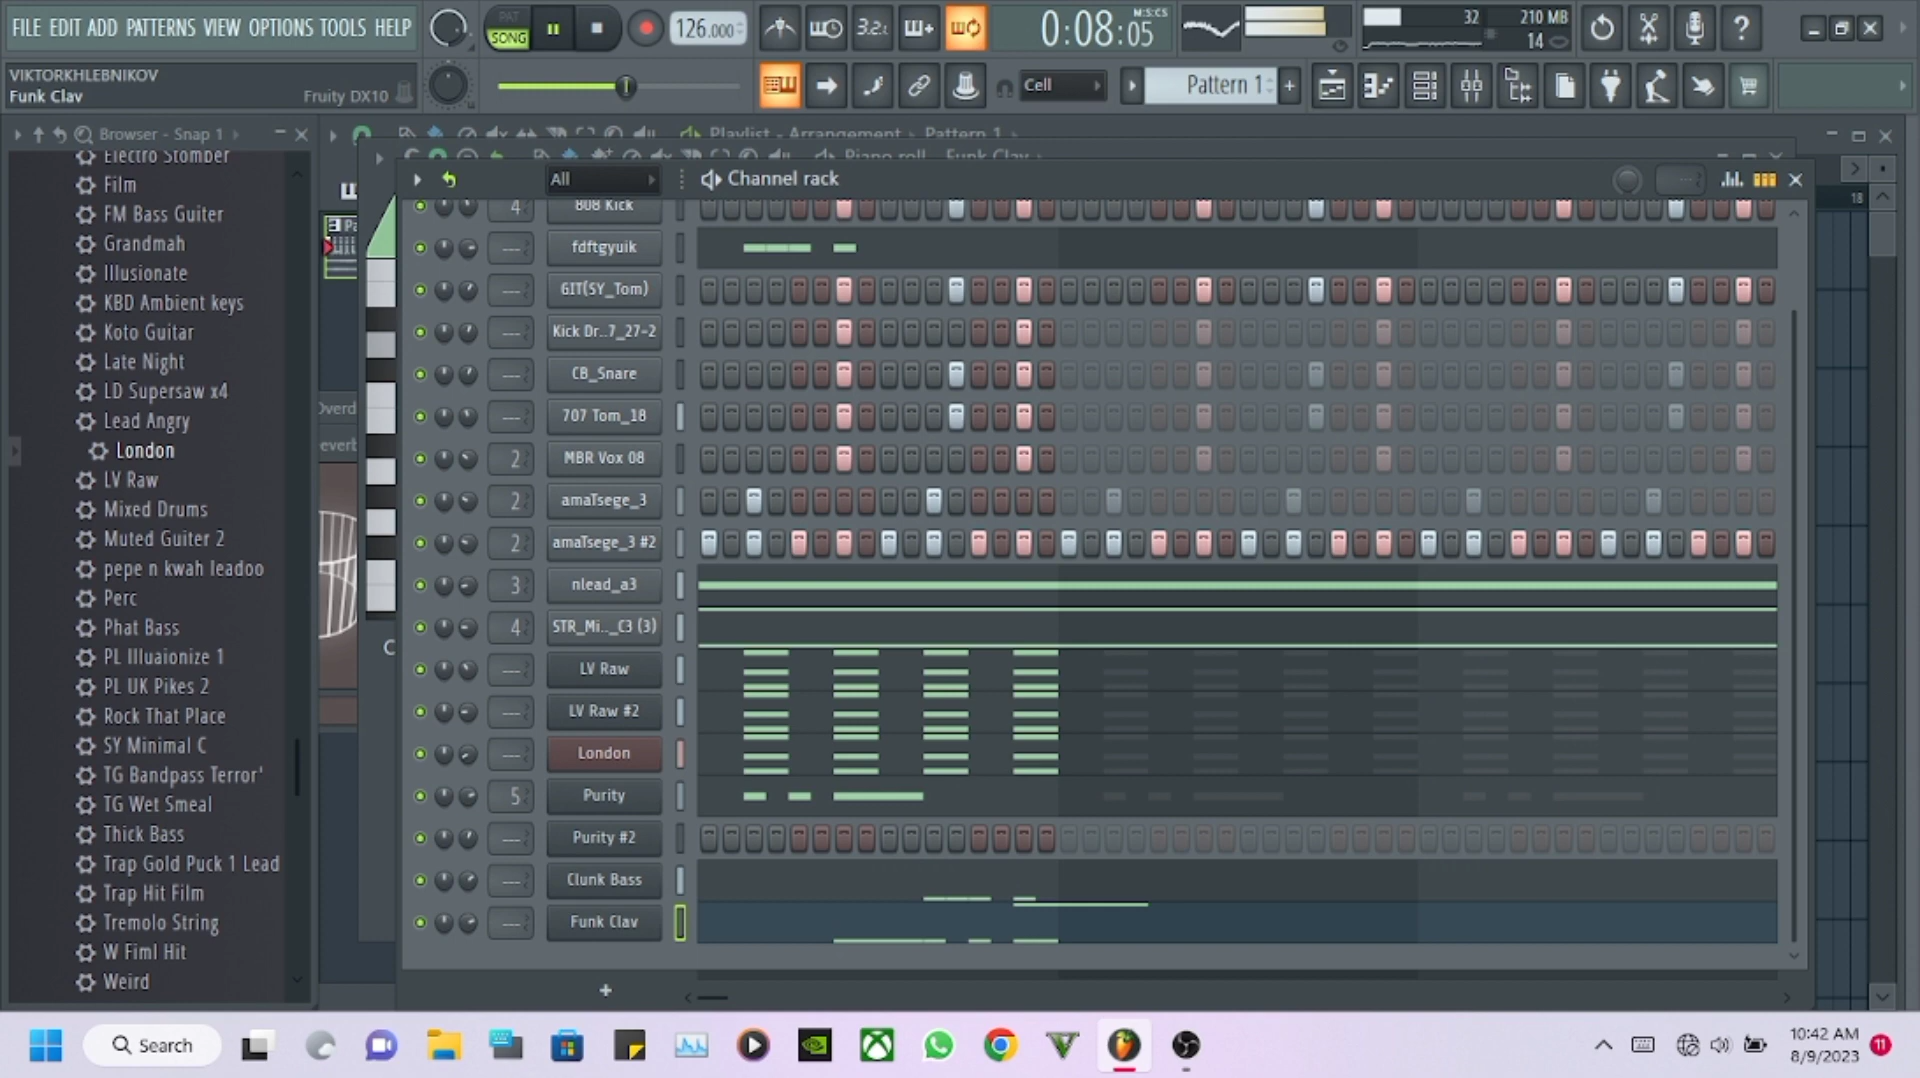 FILE EDIT ADD PATTERNS VIEW OPTIONS TOOLS HELP
PAT
SONG
126.000
3.2.
0:08:05
M:S:CS
32
210 MB
14
VIKTORKHLEBNIKOV
Funk Clav
Fruity DX10
Cell
Pattern 1
Browser - Snap 1
Playlist - Arrangement
Pattern 1
Piano roll - Funk Clav
All
Channel rack
18
Electro Stomber
Film
FM Bass Guiter
Grandmah
Illusionate
KBD Ambient keys
Koto Guitar
Late Night
LD Supersaw x4
Lead Angry
London
LV Raw
Mixed Drums
Muted Guiter 2
pepe n kwah leadoo
Perc
Phat Bass
PL Illuaionize 1
PL UK Pikes 2
Rock That Place
SY Minimal C
TG Bandpass Terror'
TG Wet Smeal
Thick Bass
Trap Gold Puck 1 Lead
Trap Hit Film
Tremolo String
W Fiml Hit
Weird
4 808 Kick
fdftgyuik
GIT(SY_Tom)
Kick Dr..7_27-2
CB_Snare
707 Tom_18
2 MBR Vox 08
2 amaTsege_3
2 amaTsege_3 #2
3 nlead_a3
4 STR_Mi.._C3 (3)
LV Raw
LV Raw #2
London
5 Purity
Purity #2
Clunk Bass
Funk Clav
Search
10:42 AM
8/9/2023
11